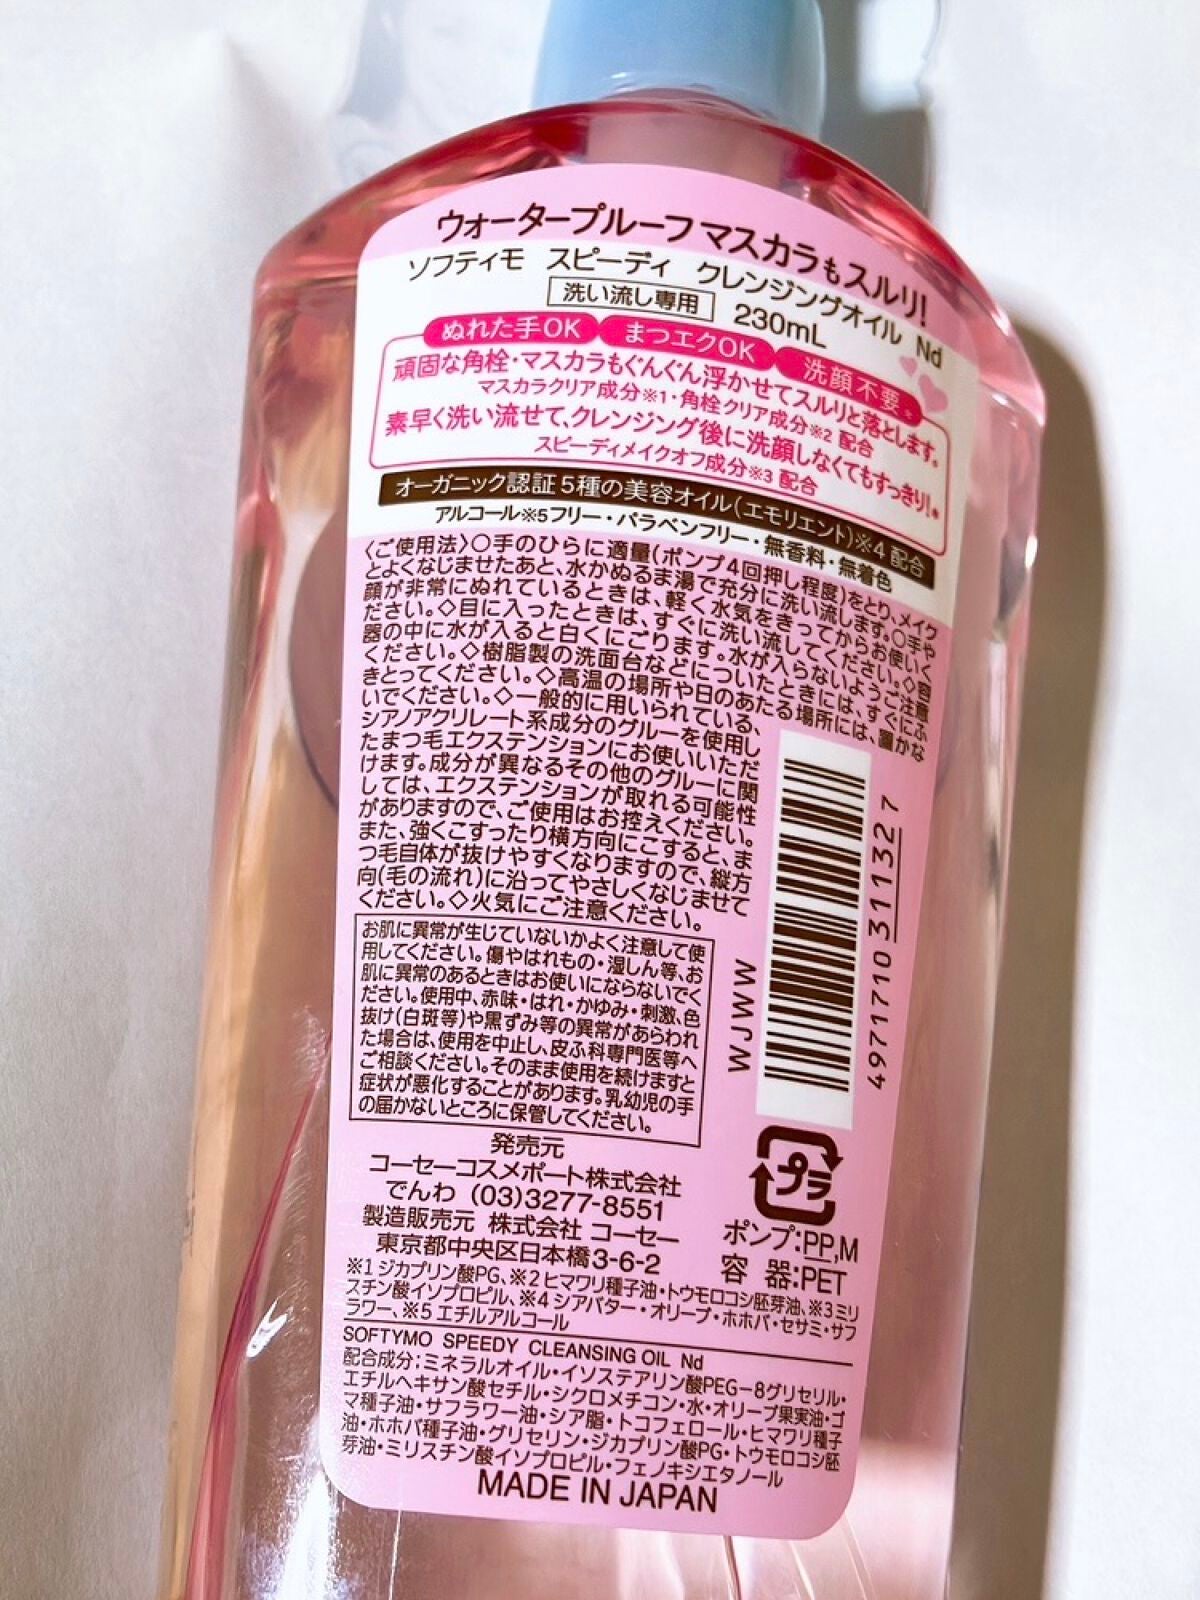 ウォータープルーフマスカラもスルリ!
ソフティモ スピーディ クレンジングオイル Nd
洗い流し専用 230mL
ぬれた手OK まつエクOK 洗顔不要*
頑固な角栓・マスカラもぐんぐん浮かせてスルリと落とします。
マスカラクリア成分※1・角栓クリア成分※2 配合
素早く洗い流せて、クレンジング後に洗顔しなくてもすっきり!*
スピーディメイクオフ成分※3 配合
オーガニック認証5種の美容オイル(エモリエント)※4 配合
アルコール※5フリー・パラベンフリー・無香料・無着色
〈ご使用法〉○手のひらに適量(ポンプ4回押し程度)をとり、メイク
とよくなじませたあと、水かぬるま湯で充分に洗い流します。○手や
顔が非常にぬれているときは、軽く水気をきってからお使いく
ださい。◇目に入ったときは、すぐに洗い流してください。◇容
器の中に水が入ると白くにごります。水が入らないようご注意
ください。◇樹脂製の洗面台などについたときには、すぐにふ
きとってください。◇高温の場所や日のあたる場所には、置かな
いでください。◇一般的に用いられている、
シアノアクリレート系成分のグルーを使用し
たまつ毛エクステンションにお使いいただ
けます。成分が異なるその他のグルーに関
しては、エクステンションが取れる可能性
がありますので、ご使用はお控えください。
また、強くこすったり横方向にこすると、ま
つ毛自体が抜けやすくなりますので、縦方
向(毛の流れ)に沿ってやさしくなじませて
ください。◇火気にご注意ください。
お肌に異常が生じていないかよく注意して使
用してください。傷やはれもの・湿しん等、お
肌に異常のあるときはお使いにならないでく
ださい。使用中、赤味・はれ・かゆみ・刺激、色
抜け(白斑等)や黒ずみ等の異常があらわれ
た場合は、使用を中止し、皮ふ科専門医等へ
ご相談ください。そのまま使用を続けますと
症状が悪化することがあります。乳幼児の手
の届かないところに保管してください。
WJWW
4971710 311327
発売元
コーセーコスメポート株式会社
でんわ (03)3277-8551
製造販売元 株式会社 コーセー
東京都中央区日本橋3-6-2
プラ
ポンプ:PP,M
容 器:PET
※1 ジカプリン酸PG、※2 ヒマワリ種子油・トウモロコシ胚芽油、※3 ミリ
スチン酸イソプロピル、※4 シアバター・オリーブ・ホホバ・セサミ・サフ
ラワー、※5 エチルアルコール
SOFTYMO SPEEDY CLEANSING OIL Nd
配合成分:ミネラルオイル・イソステアリン酸PEG-8グリセリル・
エチルヘキサン酸セチル・シクロメチコン・水・オリーブ果実油・ゴ
マ種子油・サフラワー油・シア脂・トコフェロール・ヒマワリ種子
油・ホホバ種子油・グリセリン・ジカプリン酸PG・トウモロコシ胚
芽油・ミリスチン酸イソプロピル・フェノキシエタノール
MADE IN JAPAN